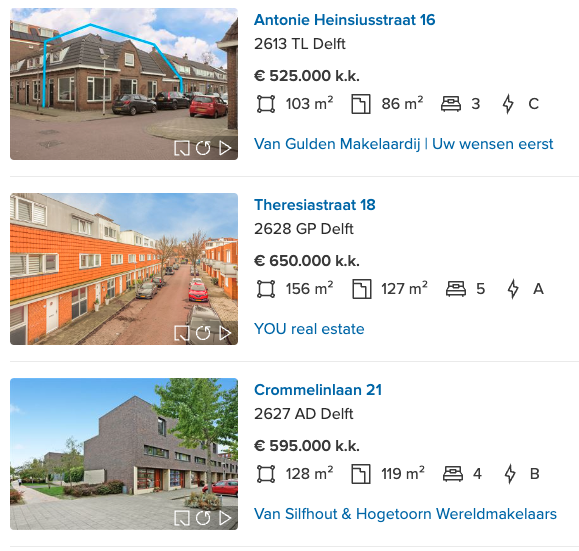 Antonie Heinsiusstraat 16
2613 TL Delft
€ 525.000 k.k.
103 m² 86 m² 3 C
Van Gulden Makelaardij | Uw wensen eerst
Theresiastraat 18
2628 GP Delft
€ 650.000 k.k.
156 m² 127 m² 5 A
YOU real estate
Crommelinlaan 21
2627 AD Delft
€ 595.000 k.k.
128 m² 119 m² 4 B
Van Silfhout & Hogetoorn Wereldmakelaars